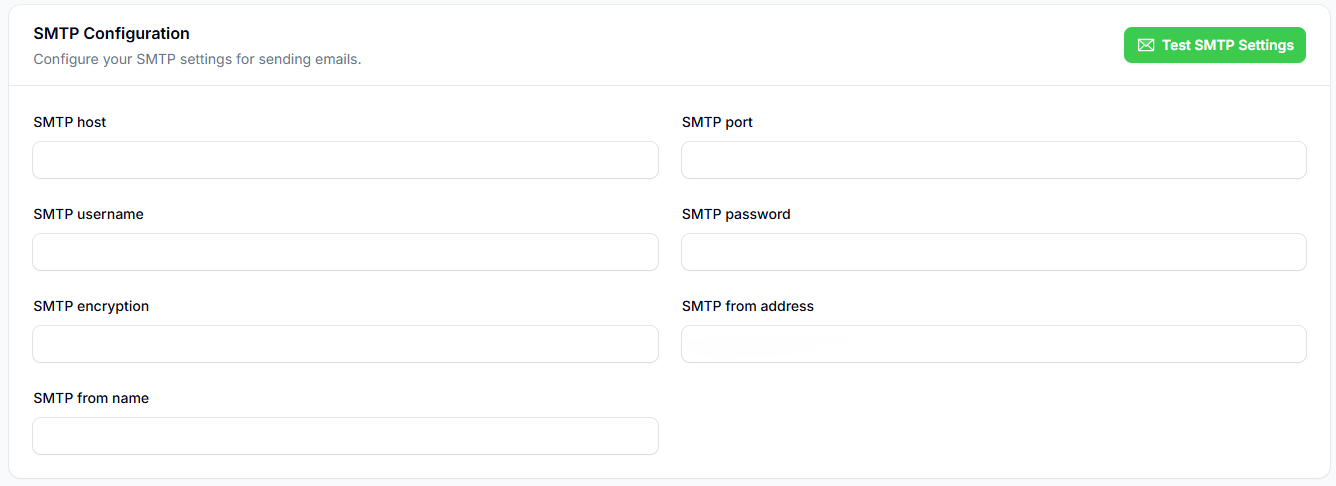 SMTP Configuration
Configure your SMTP settings for sending emails.
Test SMTP Settings
SMTP host
SMTP port
SMTP username
SMTP password
SMTP encryption
SMTP from address
SMTP from name